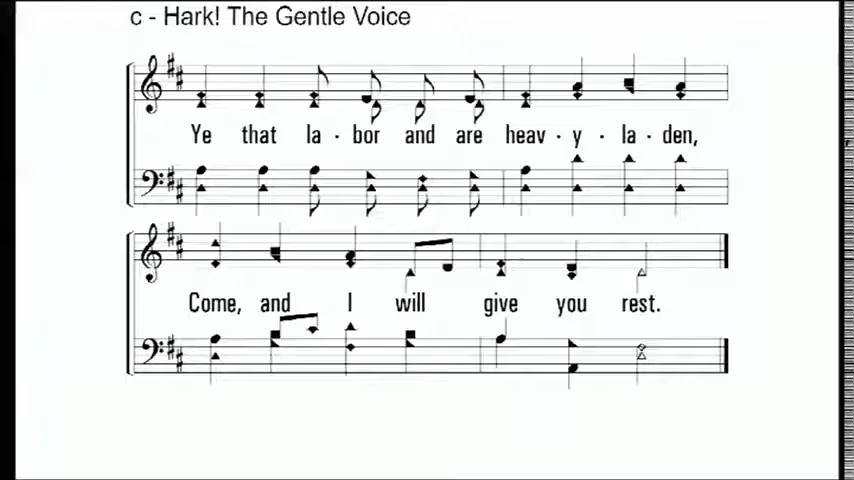 c - Hark! The Gentle Voice
Ye that la · bor and are heav · y · la · den,
Come, and I will give you rest.